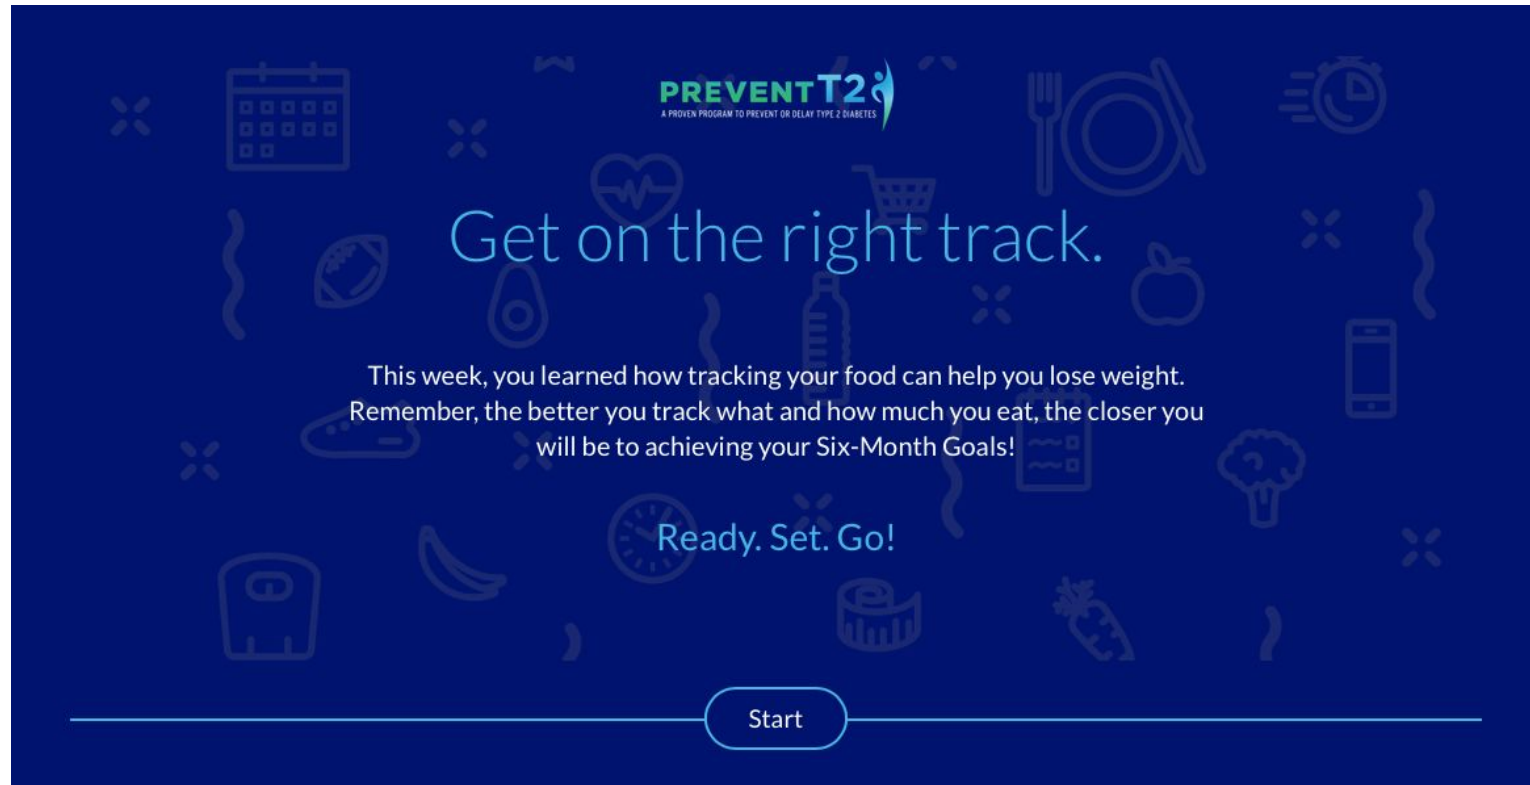 PREVENT T2
A PROVEN PROGRAM TO PREVENT OR DELAY TYPE 2 DIABETES
Get on the right track.
This week, you learned how tracking your food can help you lose weight.
Remember, the better you track what and how much you eat, the closer you
will be to achieving your Six-Month Goals!
Ready. Set. Go!
Start